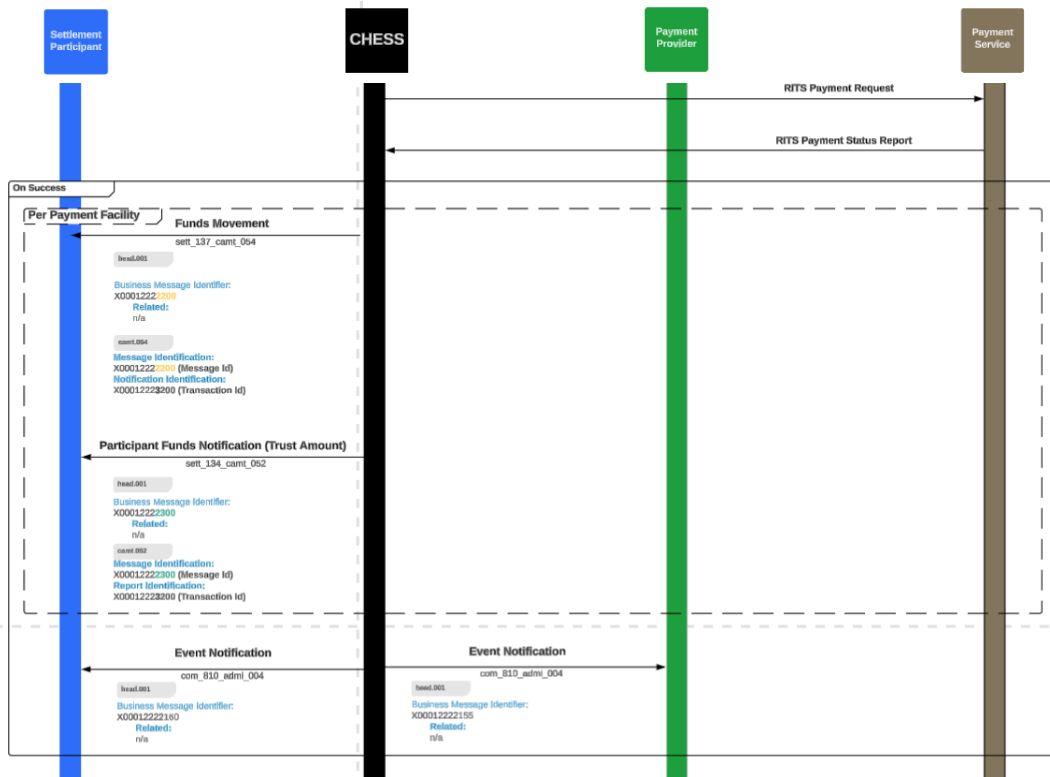 Settlement
Participant
CHESS
Payment
Provider
Payment
Service
RITS Payment Request
RITS Payment Status Report
On Success
Per Payment Facility
Funds Movement
sett_137_camt_054
head.001
Business Message Identifier:
X00012222200
Related:
n/a
camt.054
Message Identification:
X00012222200 (Message Id)
Notification Identification:
X00012223200 (Transaction Id)
Participant Funds Notification (Trust Amount)
sett_134_camt_052
head.001
Business Message Identifier:
X00012222300
Related:
n/a
camt.052
Message Identification:
X00012222300 (Message Id)
Report Identification:
X00012223200 (Transaction Id)
Event Notification
com_810_admi_004
head.001
Business Message Identifier:
X00012222160
Related:
n/a
Event Notification
com_810_admi_004
head.001
Business Message Identifier:
X00012222155
Related:
n/a